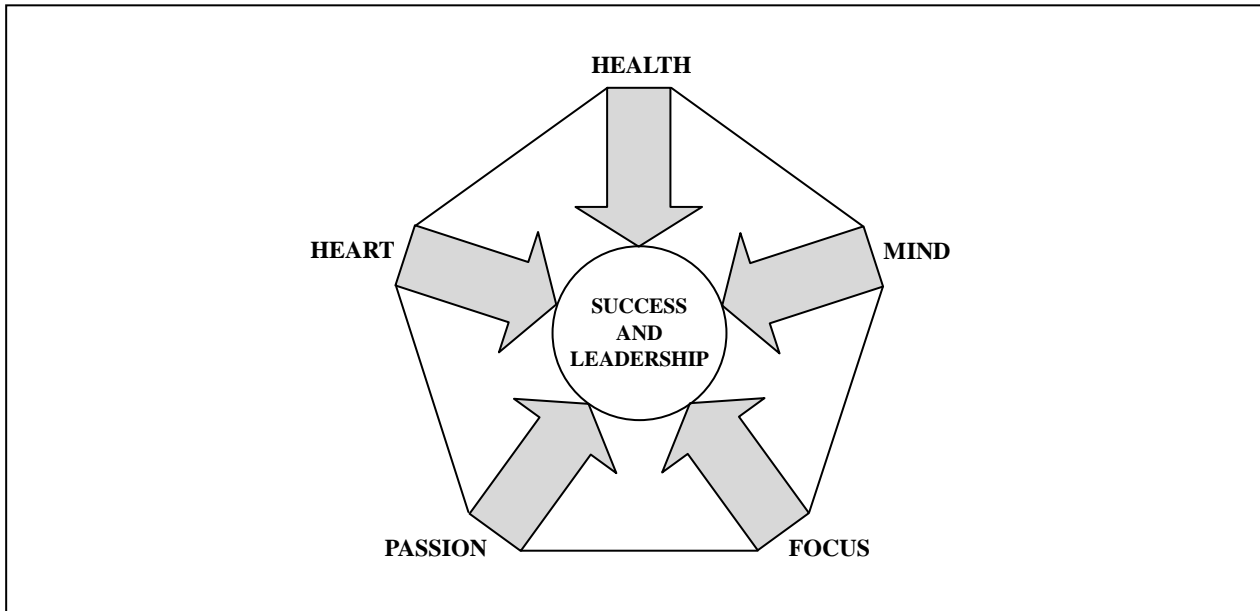 HEALTH
HEART
MIND
SUCCESS
AND
LEADERSHIP
PASSION
FOCUS